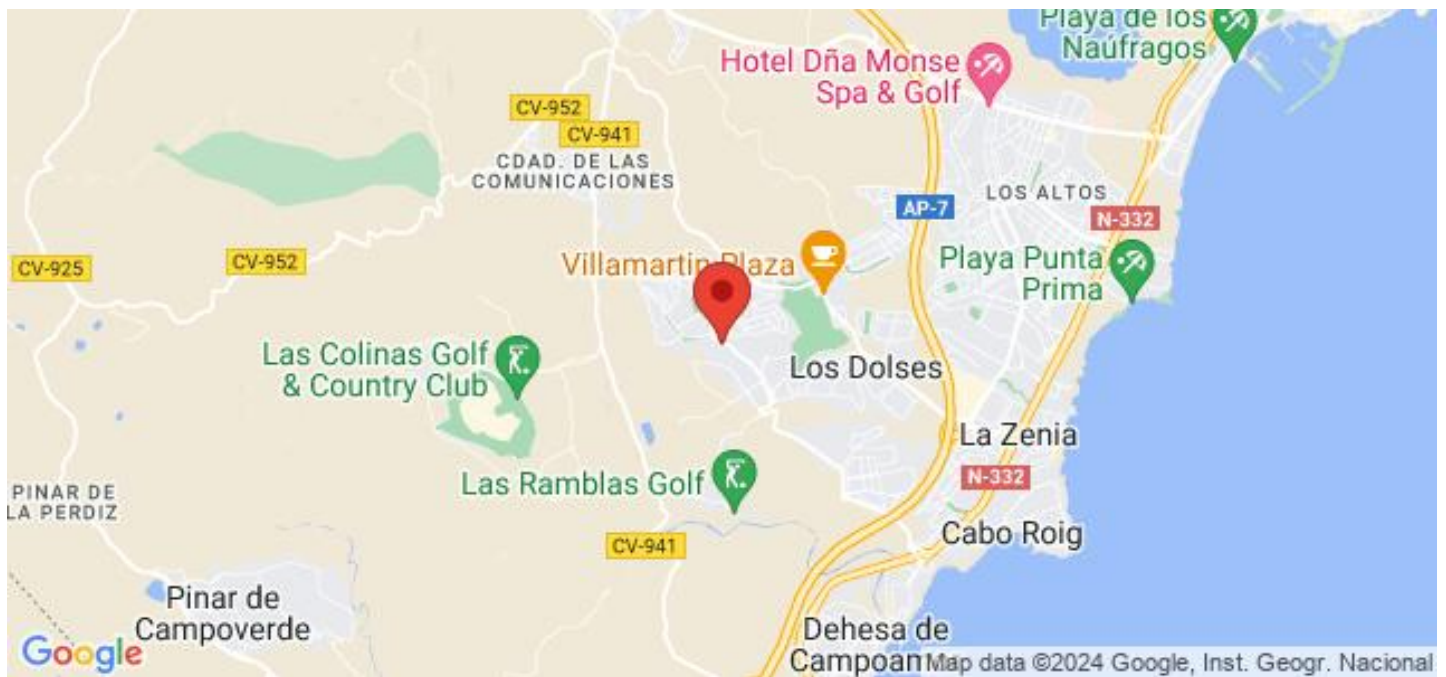 Playa de los
Naúfragos
Hotel Dña Monse
Spa & Golf
CV-952
CV-941
CDAD. DE LAS
COMUNICACIONES
LOS ALTOS
AP-7
N-332
CV-925
CV-952
Villamartin Plaza
Playa Punta
Prima
Las Colinas Golf
& Country Club
Los Dolses
La Zenia
N-332
Las Ramblas Golf
PINAR DE
LA PERDIZ
CV-941
Cabo Roig
Pinar de
Campoverde
Dehesa de
Google
Map data ©2024 Google, Inst. Geogr. Nacional